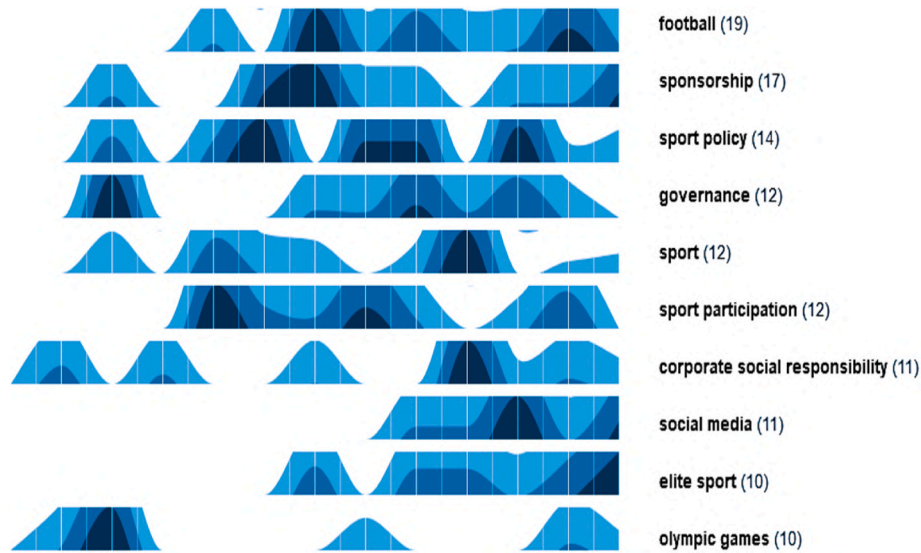 football (19)
sponsorship (17)
sport policy (14)
governance (12)
sport (12)
sport participation (12)
corporate social responsibility (11)
social media (11)
elite sport (10)
olympic games (10)